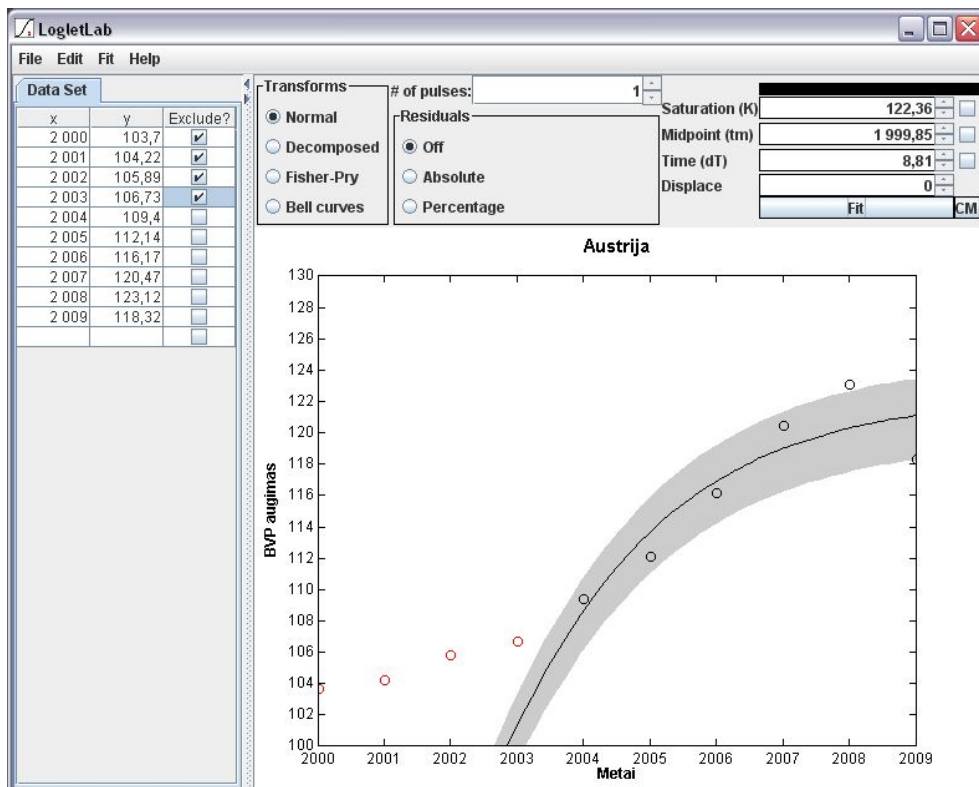 LogletLab
File Edit Fit Help
Data Set
x y Exclude?
2 000 103,7
2 001 104,22
2 002 105,89
2 003 106,73
2 004 109,4
2 005 112,14
2 006 116,17
2 007 120,47
2 008 123,12
2 009 118,32
Transforms
Normal
Decomposed
Fisher-Pry
Bell curves
# of pulses: 1
Residuals
Off
Absolute
Percentage
Saturation (K) 122,36
Midpoint (tm) 1 999,85
Time (dT) 8,81
Displace 0
Fit CM
Austrija
130
128
126
124
122
120
118
116
114
112
110
108
106
104
102
100
BVP augimas
2000 2001 2002 2003 2004 2005 2006 2007 2008 2009
Metai